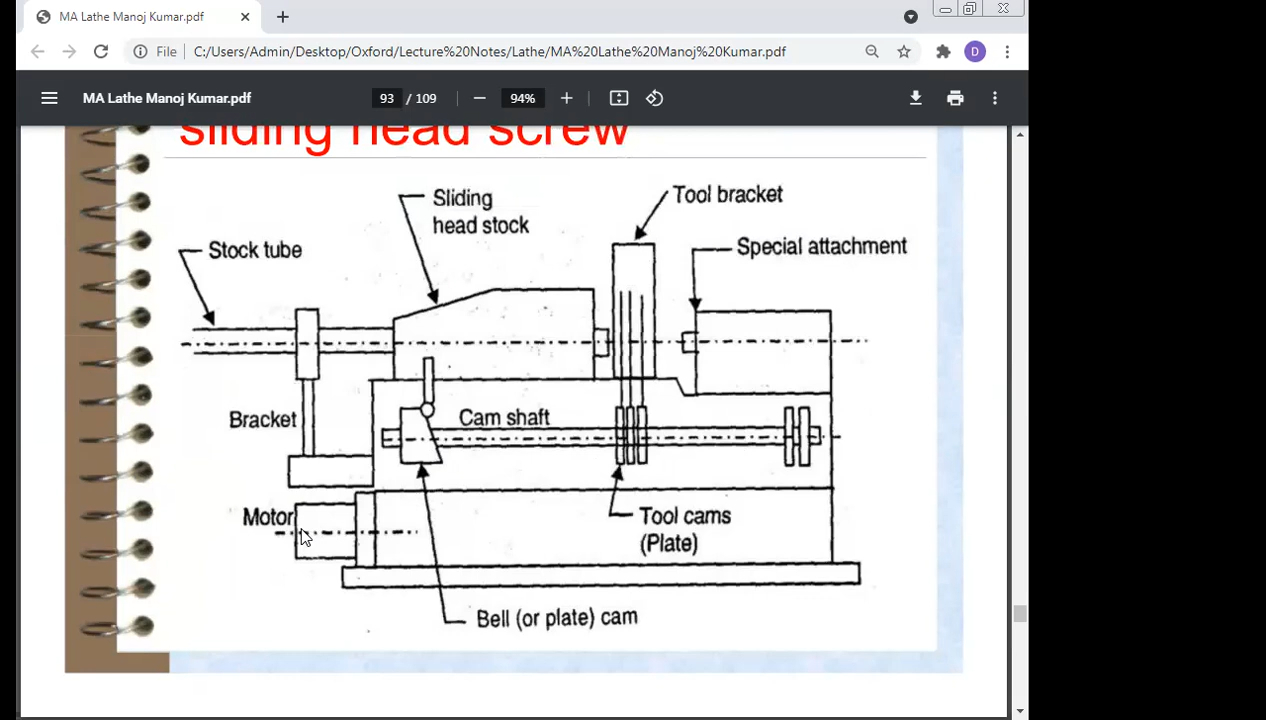 MA Lathe Manoj Kumar.pdf
File C:/Users/Admin/Desktop/Oxford/Lecture%20Notes/Lathe/MA%20Lathe%20Manoj%20Kumar.pdf
D
MA Lathe Manoj Kumar.pdf
93 / 109
94%
sliding head screw
Sliding
head stock
Tool bracket
Stock tube
Special attachment
Bracket
Cam shaft
Motor
Tool cams
(Plate)
Bell (or plate) cam